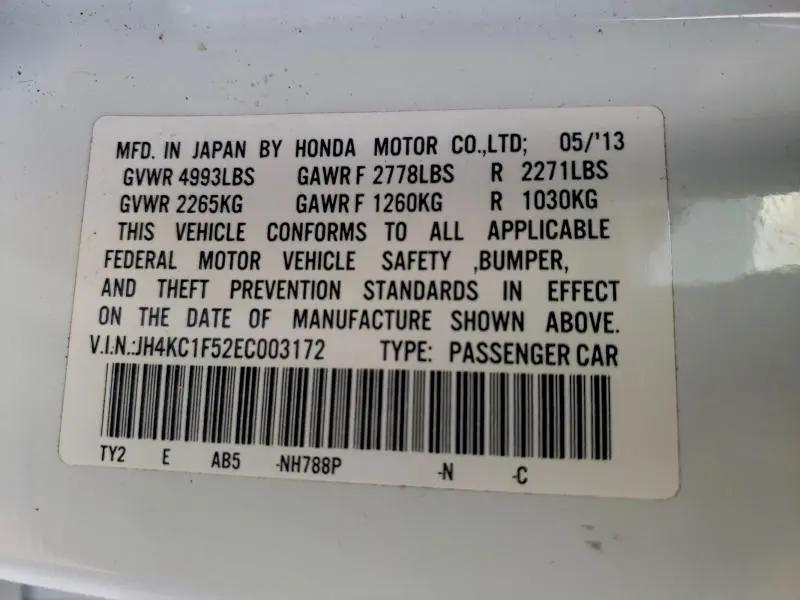 MFD. IN JAPAN BY HONDA MOTOR CO.,LTD; 05/'13
GVWR 4993LBS GAWR F 2778LBS R 2271LBS
GVWR 2265KG GAWR F 1260KG R 1030KG
THIS VEHICLE CONFORMS TO ALL APPLICABLE
FEDERAL MOTOR VEHICLE SAFETY ,BUMPER,
AND THEFT PREVENTION STANDARDS IN EFFECT
ON THE DATE OF MANUFACTURE SHOWN ABOVE.
V.I.N.:JH4KC1F52EC003172 TYPE: PASSENGER CAR
TY2 E AB5 -NH788P -N -C